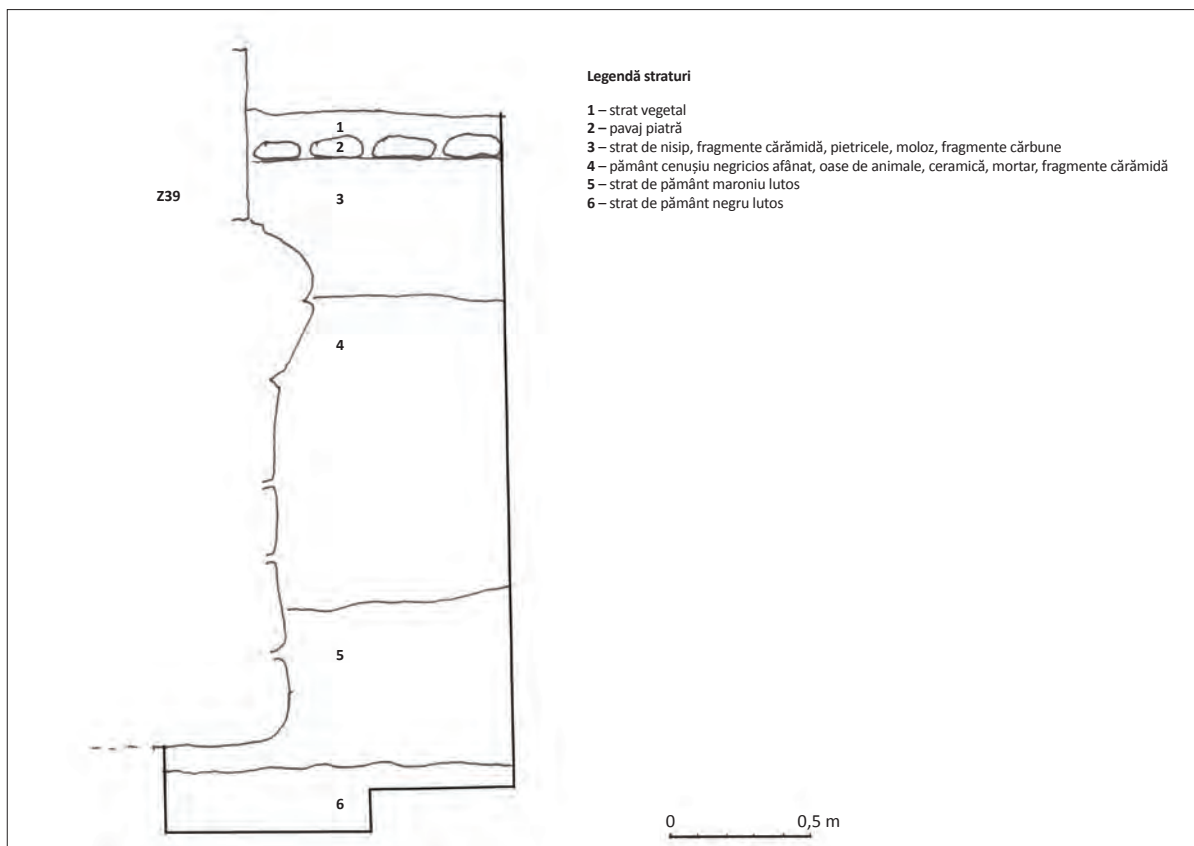 Legendă straturi
1 – strat vegetal
2 – pavaj piatră
3 – strat de nisip, fragmente cărămidă, pietricele, moloz, fragmente cărbune
4 – pământ cenușiu negricios afânat, oase de animale, ceramică, mortar, fragmente cărămidă
5 – strat de pământ maroniu lutos
6 – strat de pământ negru lutos
1
2
Z39
3
4
5
6
0 0,5 m